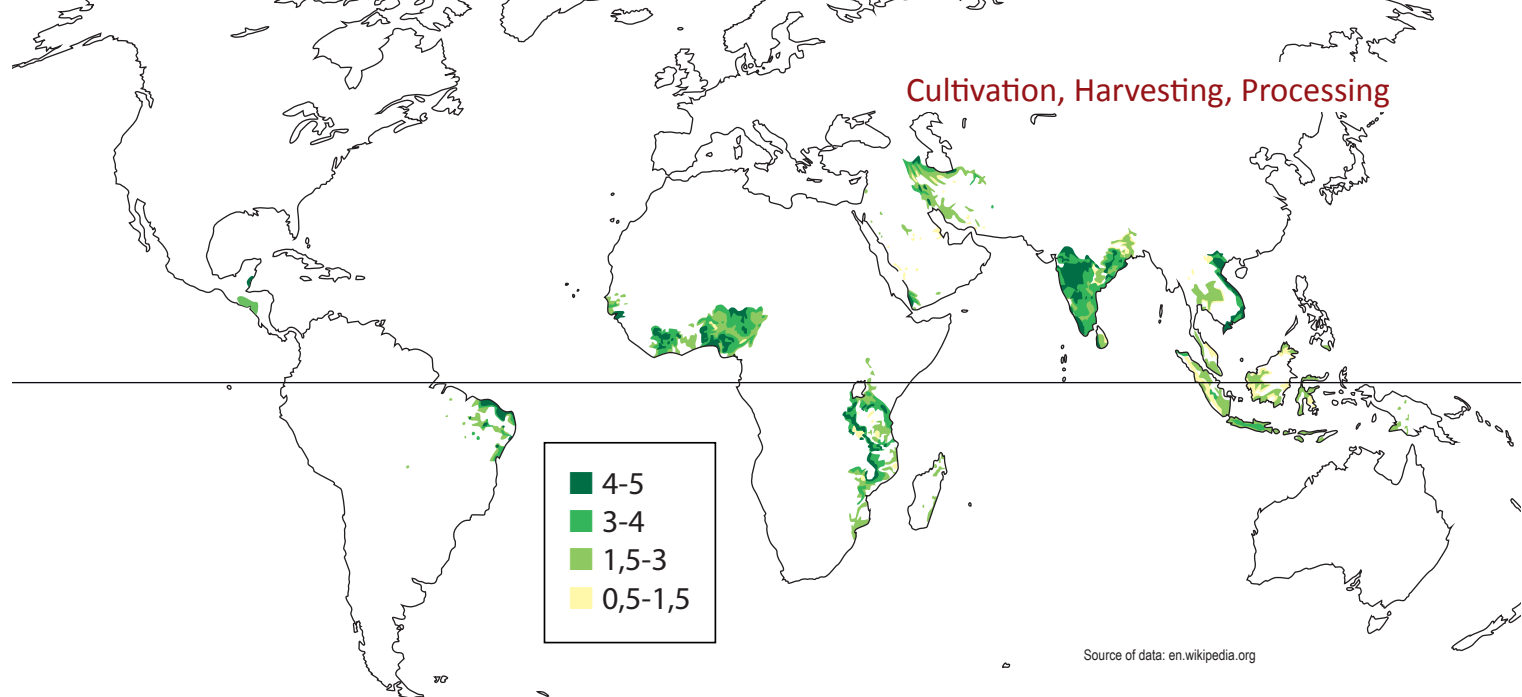 Cultivation, Harvesting, Processing
4-5
3-4
1,5-3
0,5-1,5
Source of data: en.wikipedia.org